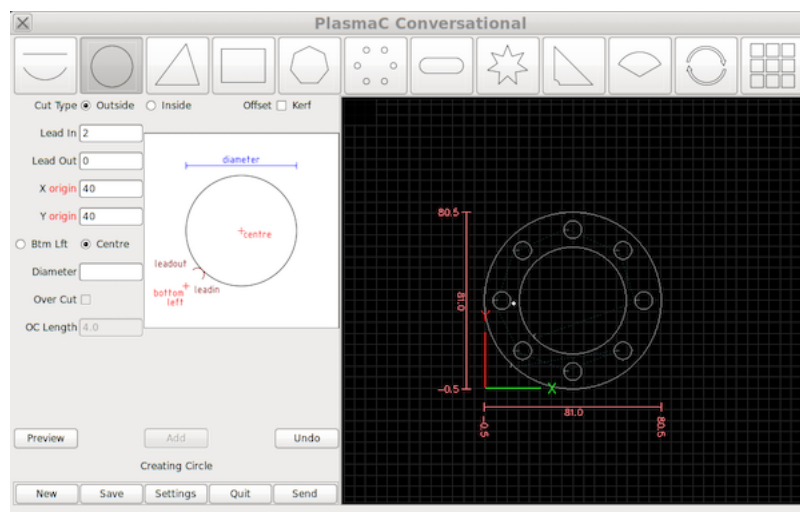 PlasmaC Conversational
Cut Type Outside Inside Offset Kerf
Lead In 2
Lead Out 0
X origin 40
Y origin 40
Btm Lft Centre
Diameter
Over Cut
OC Length 4.0
diameter
centre
leadout
leadin
bottom
left
Preview Add Undo
Creating Circle
New Save Settings Quit Send
80.5
81.0
Y
-0.5
X
81.0
-0.5
80.5